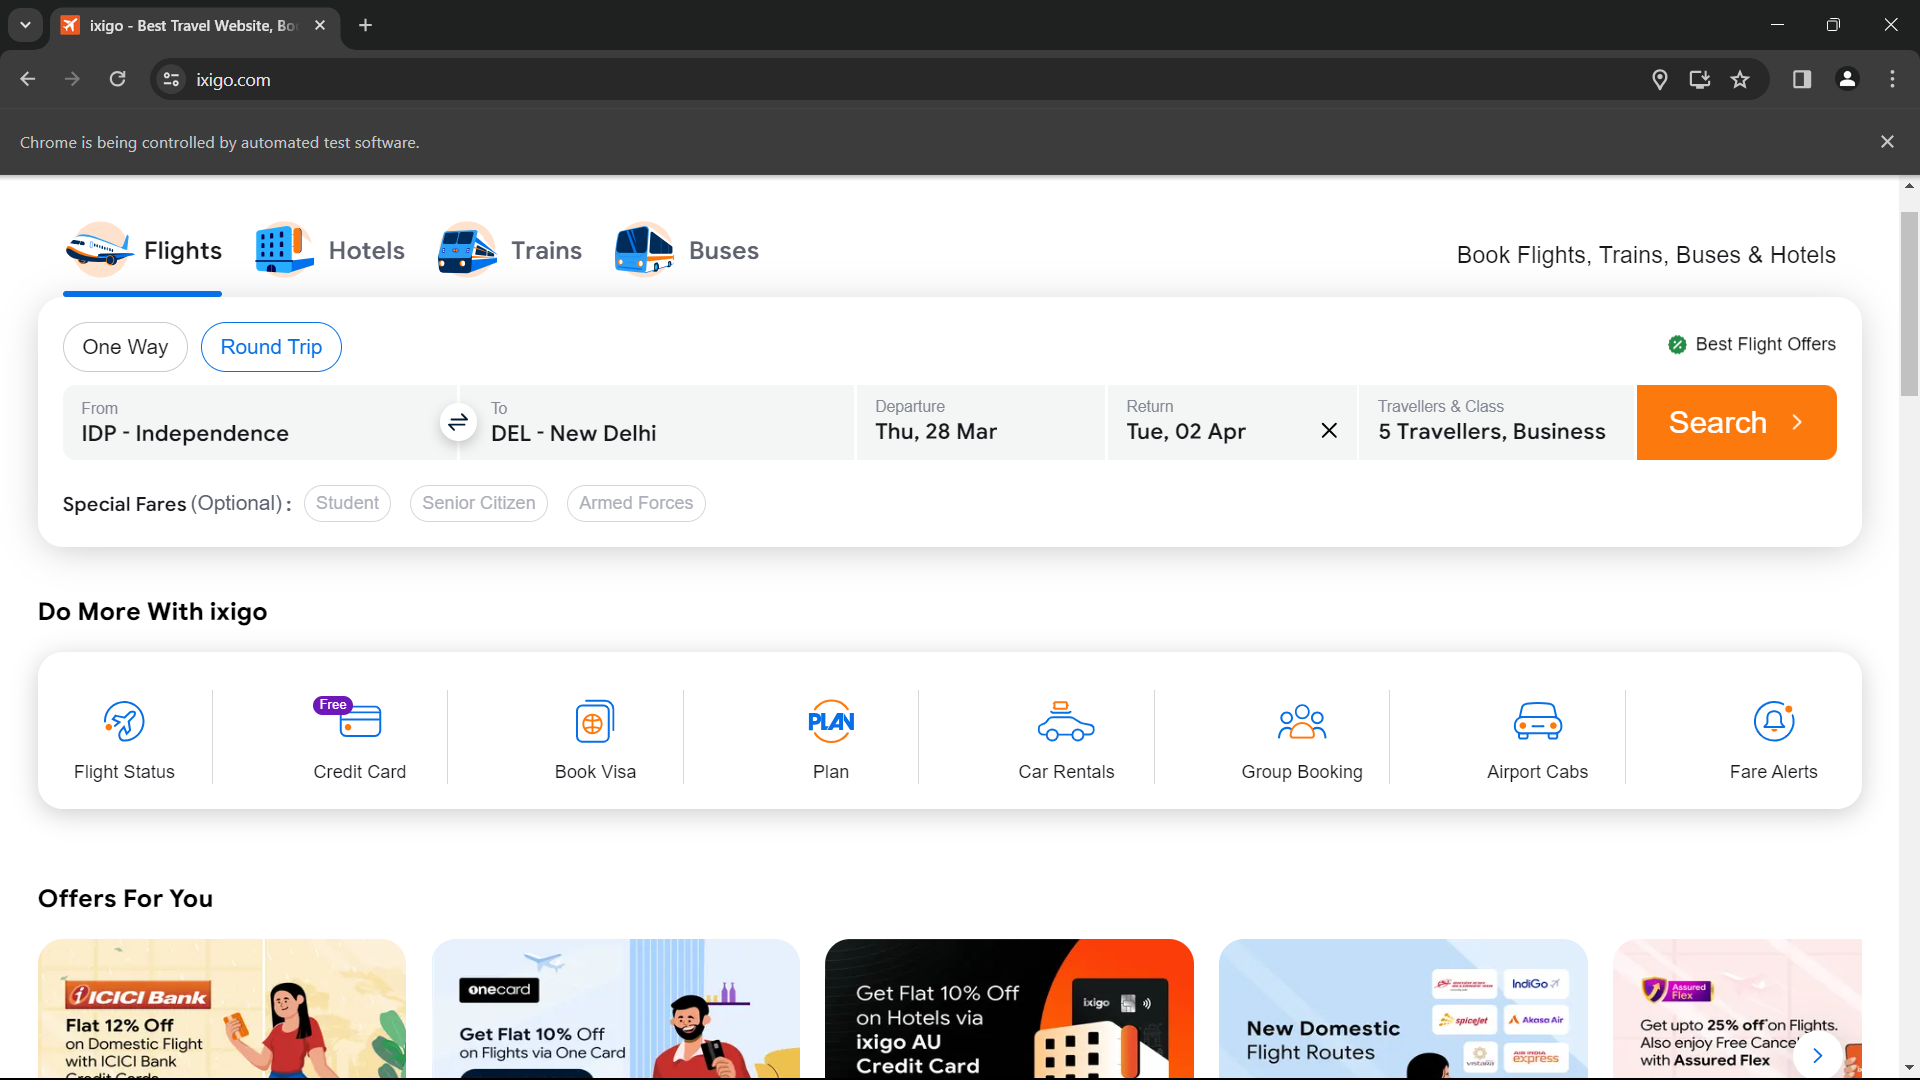 ixigo - Best Travel Website, Bo
ixigo.com
Chrome is being controlled by automated test software.
Flights
Hotels
Trains
Buses
Book Flights, Trains, Buses & Hotels
One Way
Round Trip
Best Flight Offers
From
IDP - Independence
To
DEL - New Delhi
Departure
Thu, 28 Mar
Return
Tue, 02 Apr
Travellers & Class
5 Travellers, Business
Search
Special Fares (Optional) :
Student
Senior Citizen
Armed Forces
Do More With ixigo
Flight Status
Free
Credit Card
Book Visa
PLAN
Plan
Car Rentals
Group Booking
Airport Cabs
Fare Alerts
Offers For You
ICICI Bank
Flat 12% Off
on Domestic Flight
with ICICI Bank
Credit Cards
onecard
Get Flat 10% Off
on Flights via One Card
Get Flat 10% Off
on Hotels via
ixigo AU
Credit Card
ixigo
New Domestic
Flight Routes
IndiGo
spicejet
Akasa Air
vistara
AIR INDIA
express
Assured
Flex
Get upto 25% off* on Flights.
Also enjoy Free Cance
with Assured Flex